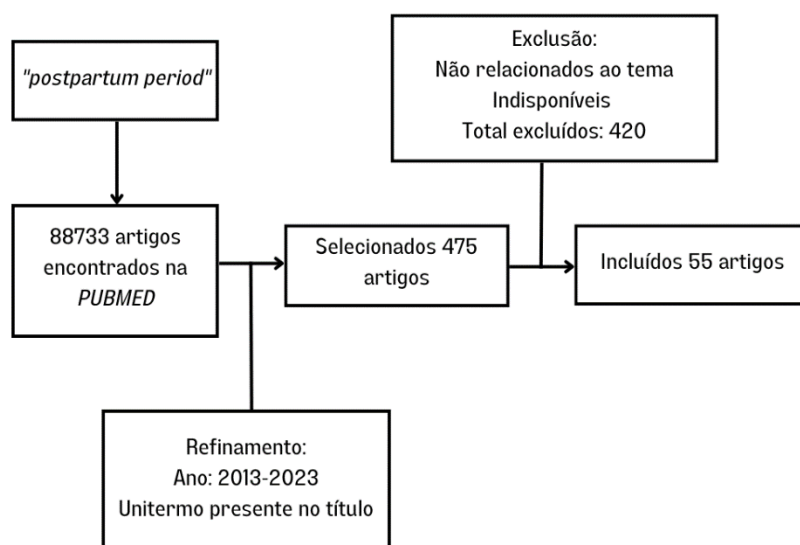 "postpartum period"
88733 artigos
encontrados na
PUBMED
Refinamento:
Ano: 2013-2023
Unitermo presente no título
Selecionados 475
artigos
Exclusão:
Não relacionados ao tema
Indisponíveis
Total excluídos: 420
Incluídos 55 artigos